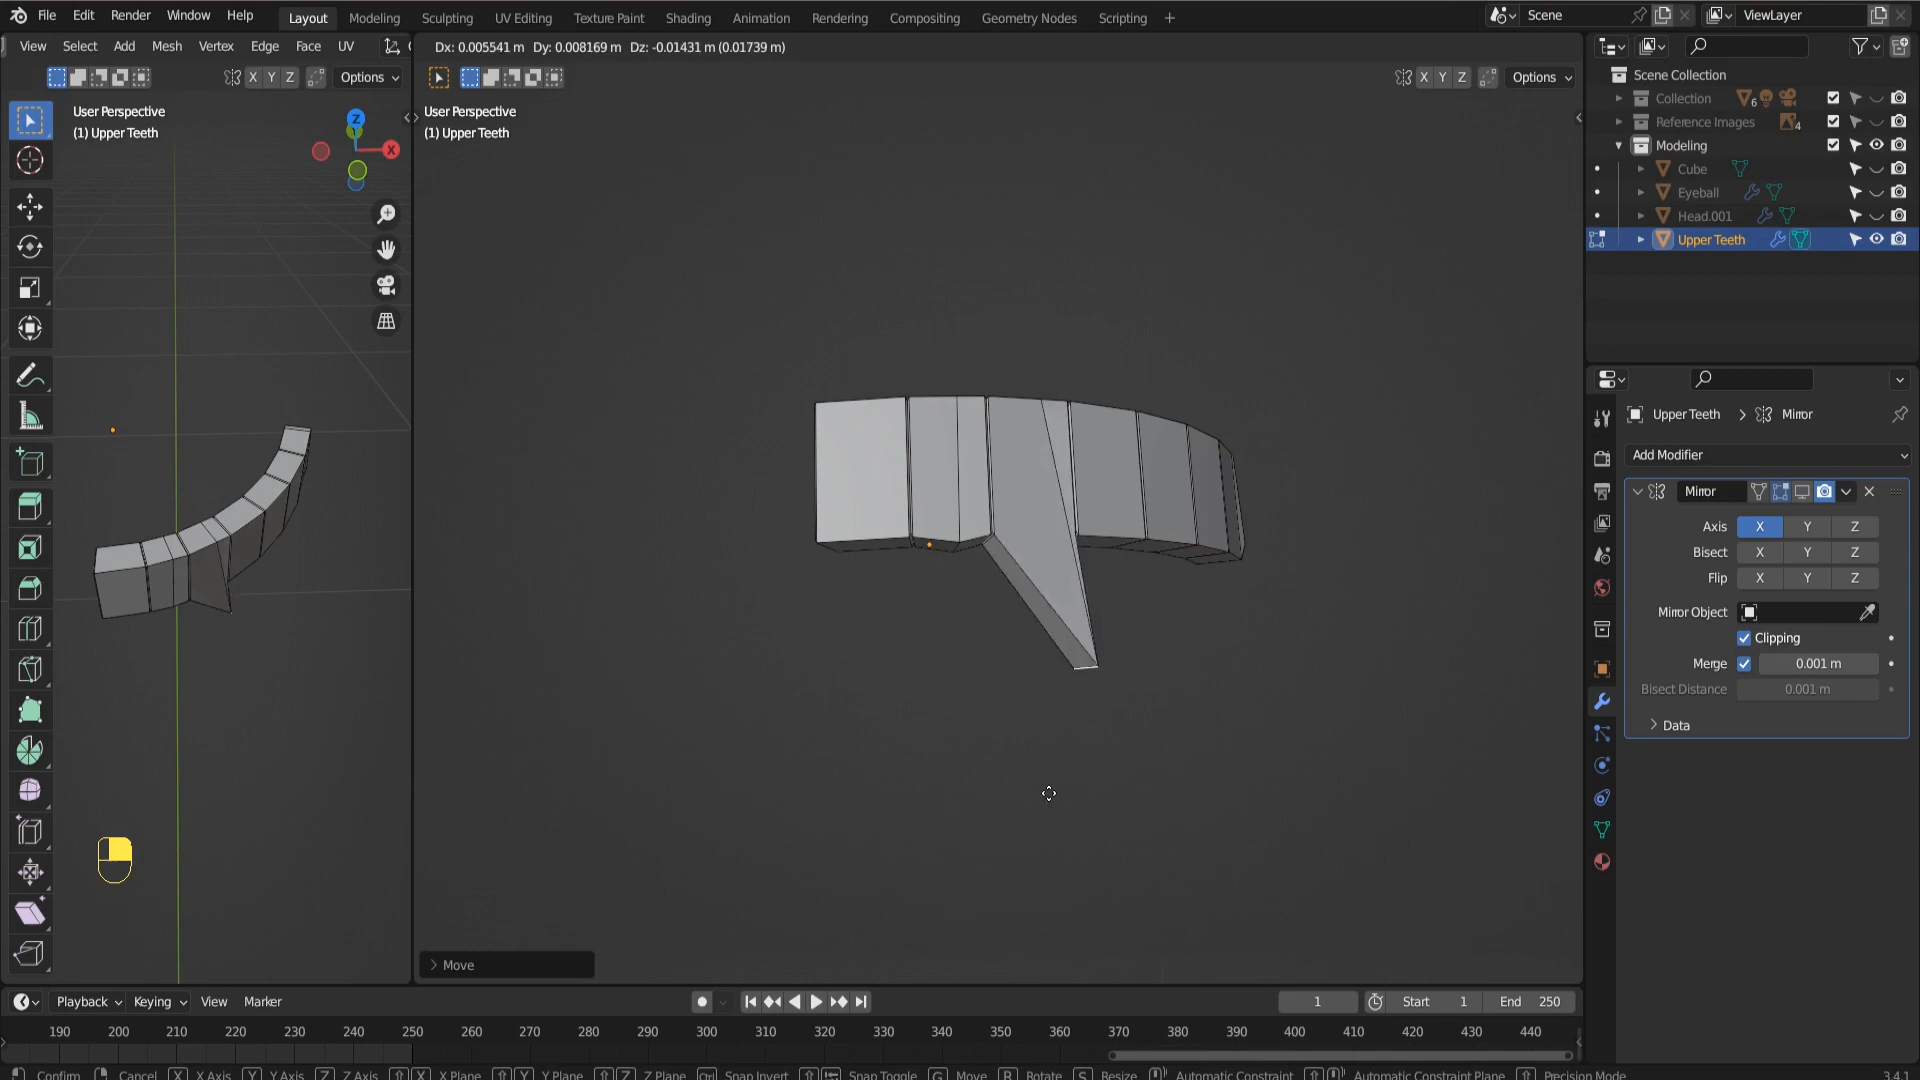 File Edit Render Window Help Layout Modeling Sculpting UV Editing Texture Paint Shading Animation Rendering Compositing Geometry Nodes Scripting Scene ViewLayer
View Select Add Mesh Vertex Edge Face UV
Dx: 0.005541 m Dy: 0.008169 m Dz: -0.01431 m (0.01739 m)
X Y Z Options
X Y Z Options
User Perspective
(1) Upper Teeth
Z
X
User Perspective
(1) Upper Teeth
Scene Collection
Collection 6
Reference Images 4
Modeling
Cube
Eyeball
Head.001
Upper Teeth
Upper Teeth > Mirror
Add Modifier
Mirror
Axis X Y Z
Bisect X Y Z
Flip X Y Z
Mirror Object
Clipping
Merge 0.001 m
Bisect Distance 0.001 m
Data
Move
Playback Keying View Marker
1 Start 1 End 250
190 200 210 220 230 240 250 260 270 280 290 300 310 320 330 340 350 360 370 380 390 400 410 420 430 440
Confirm Cancel X X Axis Y Y Axis Z Z Axis X X Plane Y Y Plane Z Z Plane Ctrl Snap Invert Snap Toggle G Move R Rotate S Resize Automatic Constraint Automatic Constraint Plane Precision Mode 3.4.1